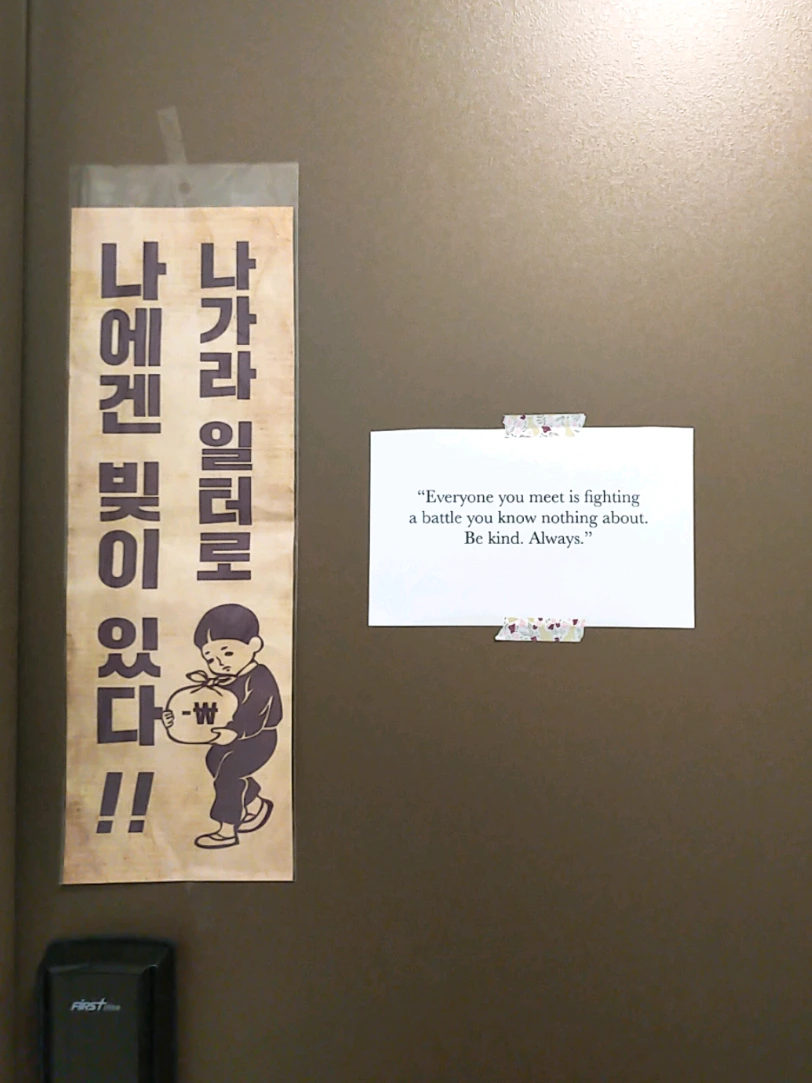 나가라 일터로
나에겐 빚이 있다 !!
-₩
“Everyone you meet is fighting
a battle you know nothing about.
Be kind. Always.”
FiRST